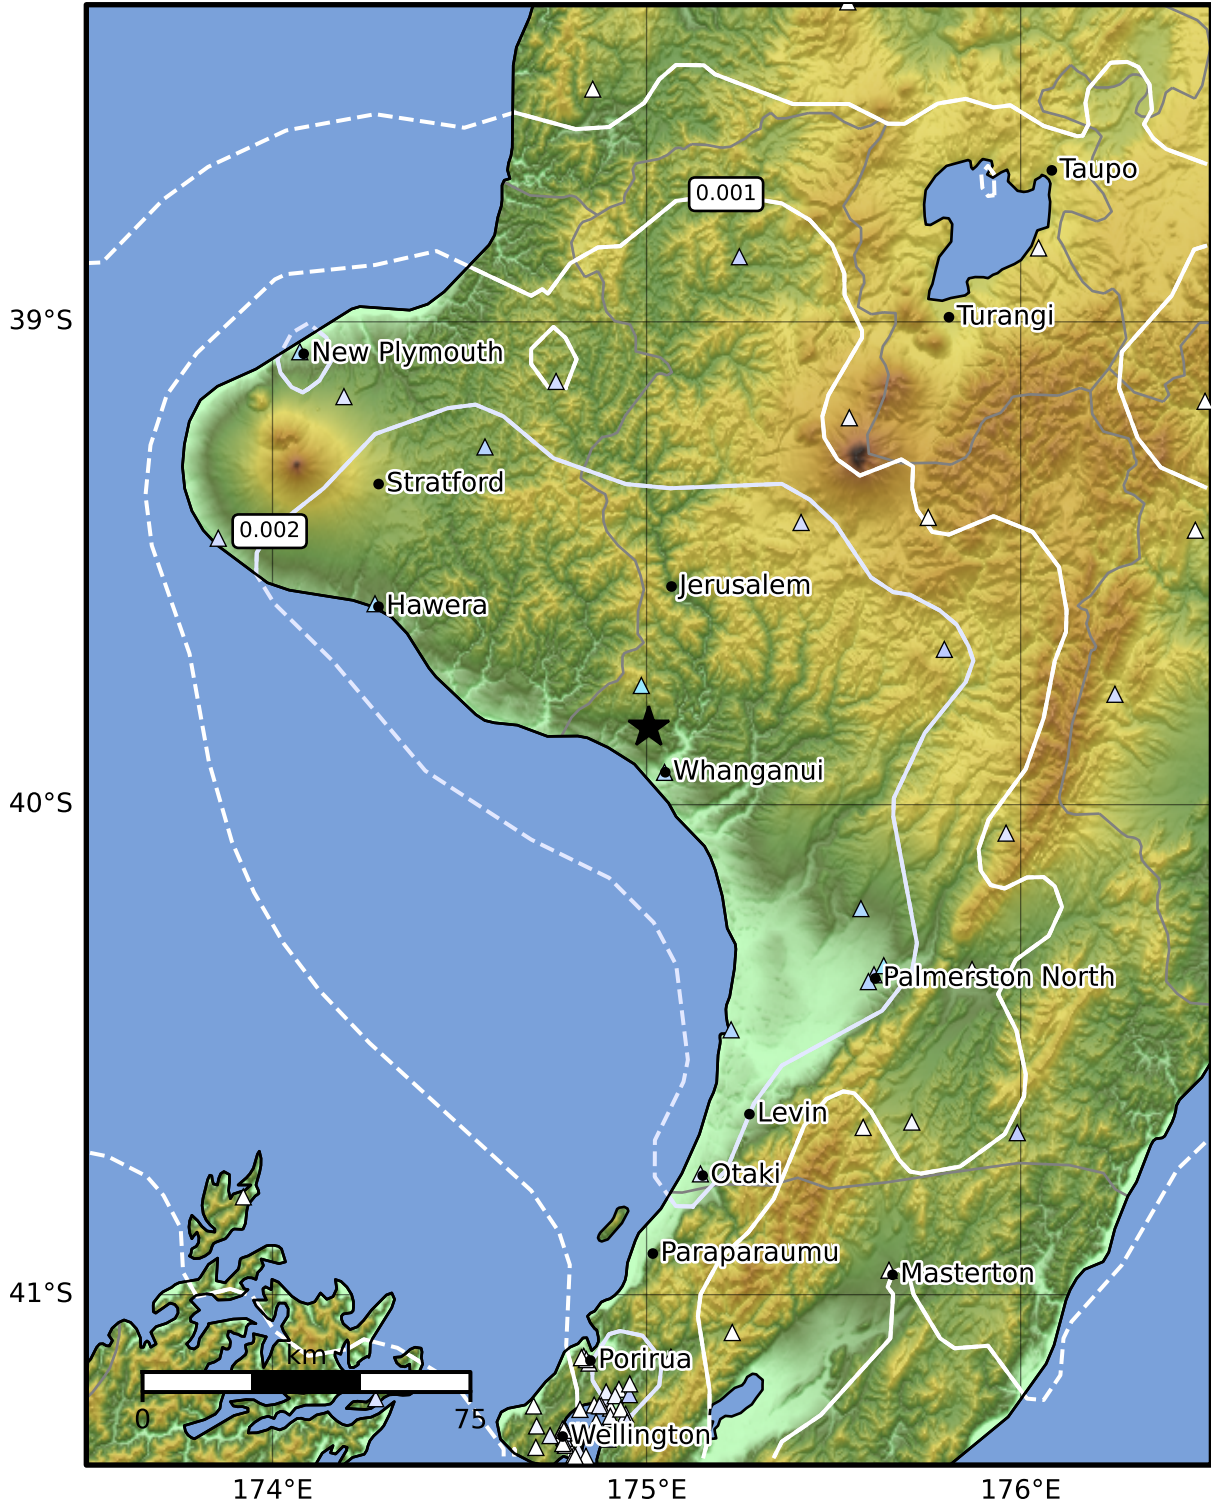 Taupo
0.001
39°S
Turangi
New Plymouth
Stratford
0.002
Jerusalem
Hawera
Whanganui
40°S
Palmerston North
Levin
Otaki
Paraparaumu
Masterton
41°S
km
Porirua
0
75
Wellington
174°E
175°E
176°E